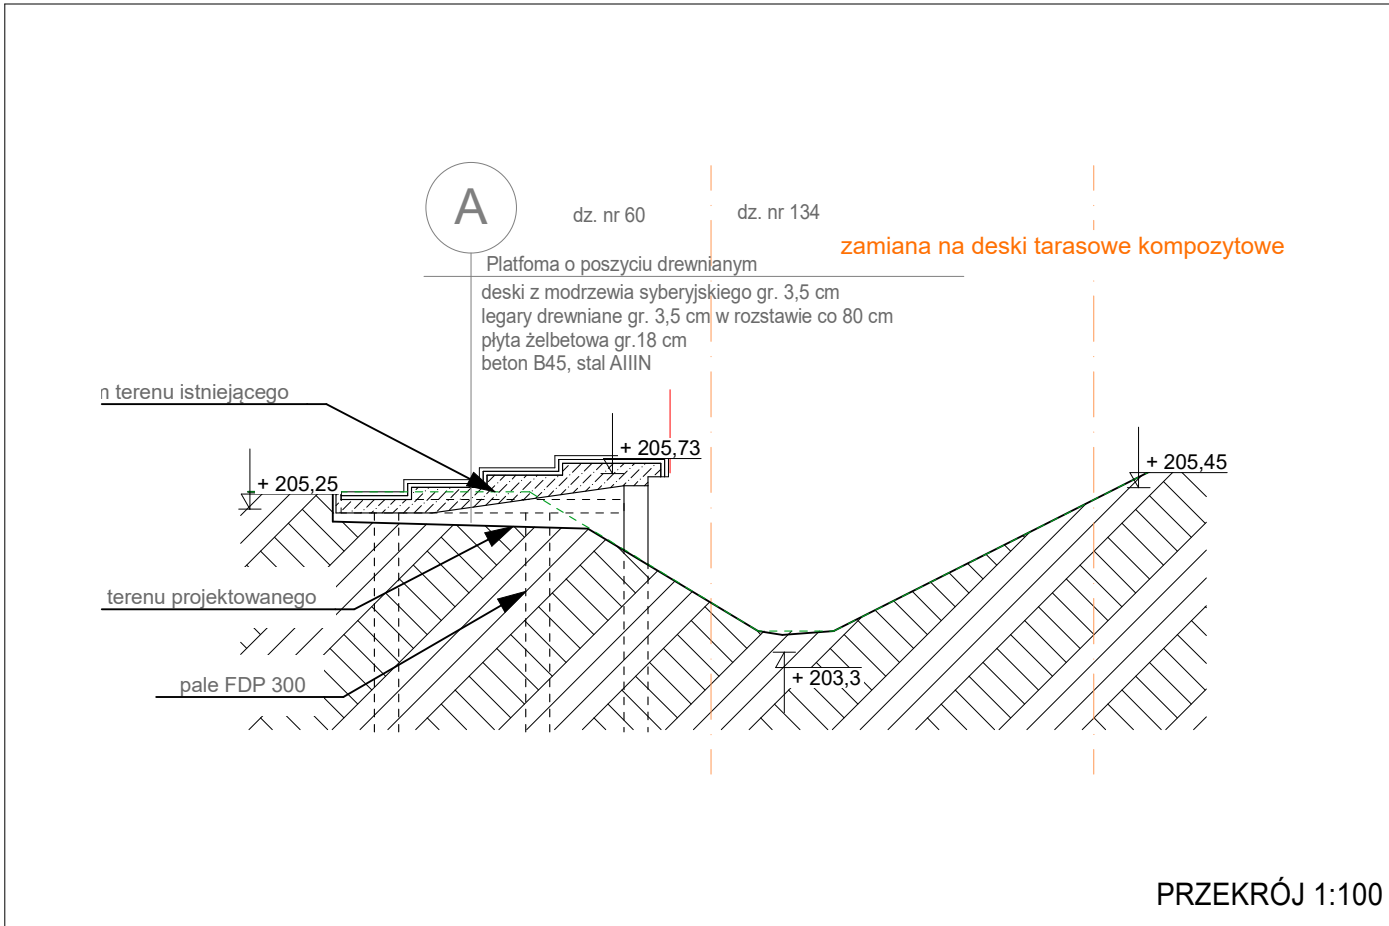 A
dz. nr 60
dz. nr 134
zamiana na deski tarasowe kompozytowe
Platfoma o poszyciu drewnianym
deski z modrzewia syberyjskiego gr. 3,5 cm
legary drewniane gr. 3,5 cm w rozstawie co 80 cm
płyta żelbetowa gr.18 cm
beton B45, stal AIIIN
terenu istniejącego
+ 205,73
+ 205,45
+ 205,25
terenu projektowanego
+ 203,3
pale FDP 300
PRZEKRÓJ 1:100